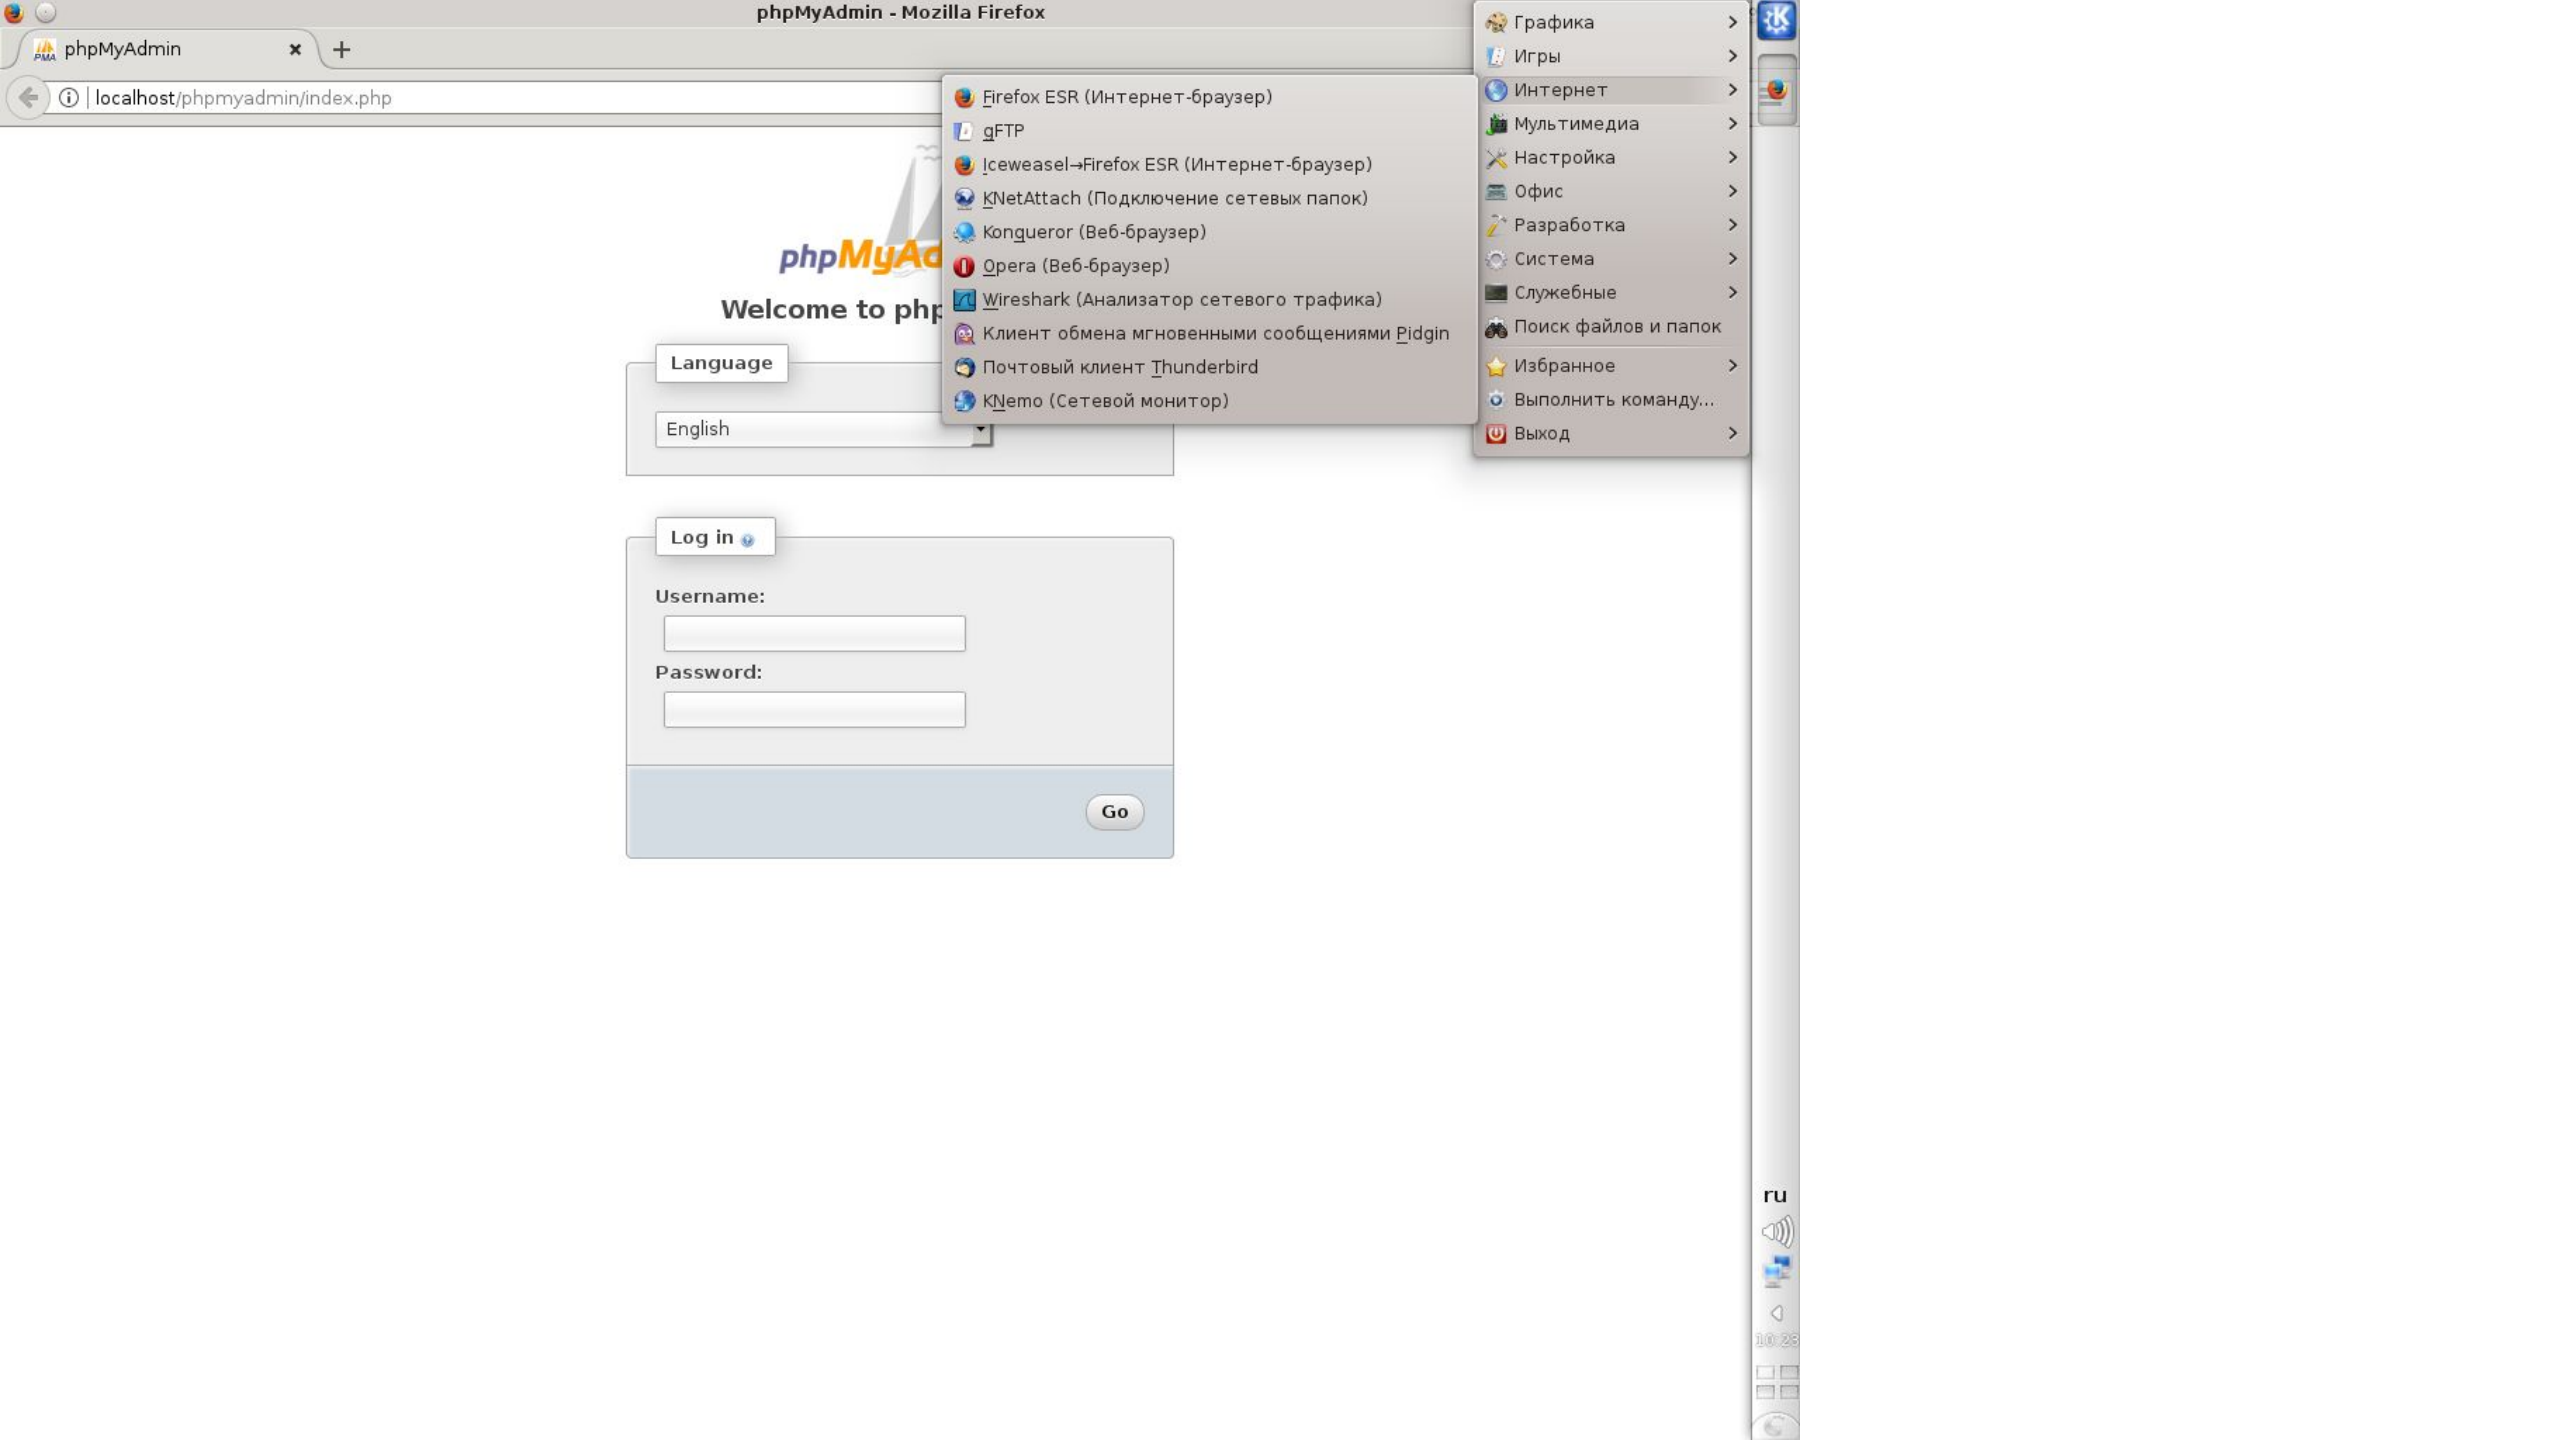 phpMyAdmin - Mozilla Firefox
phpMyAdmin
localhost/phpmyadmin/index.php
Графика
Игры
Интернет
Мультимедиа
Настройка
Офис
Разработка
Система
Служебные
Поиск файлов и папок
Избранное
Выполнить команду...
Выход
Firefox ESR (Интернет-браузер)
gFTP
Iceweasel→Firefox ESR (Интернет-браузер)
KNetAttach (Подключение сетевых папок)
Konqueror (Веб-браузер)
Opera (Веб-браузер)
Wireshark (Анализатор сетевого трафика)
Клиент обмена мгновенными сообщениями Pidgin
Почтовый клиент Thunderbird
KNemo (Сетевой монитор)
PMA
phpMyAd
Welcome to php
Language
English
Log in
Username:
Password:
Go
ru
10:23